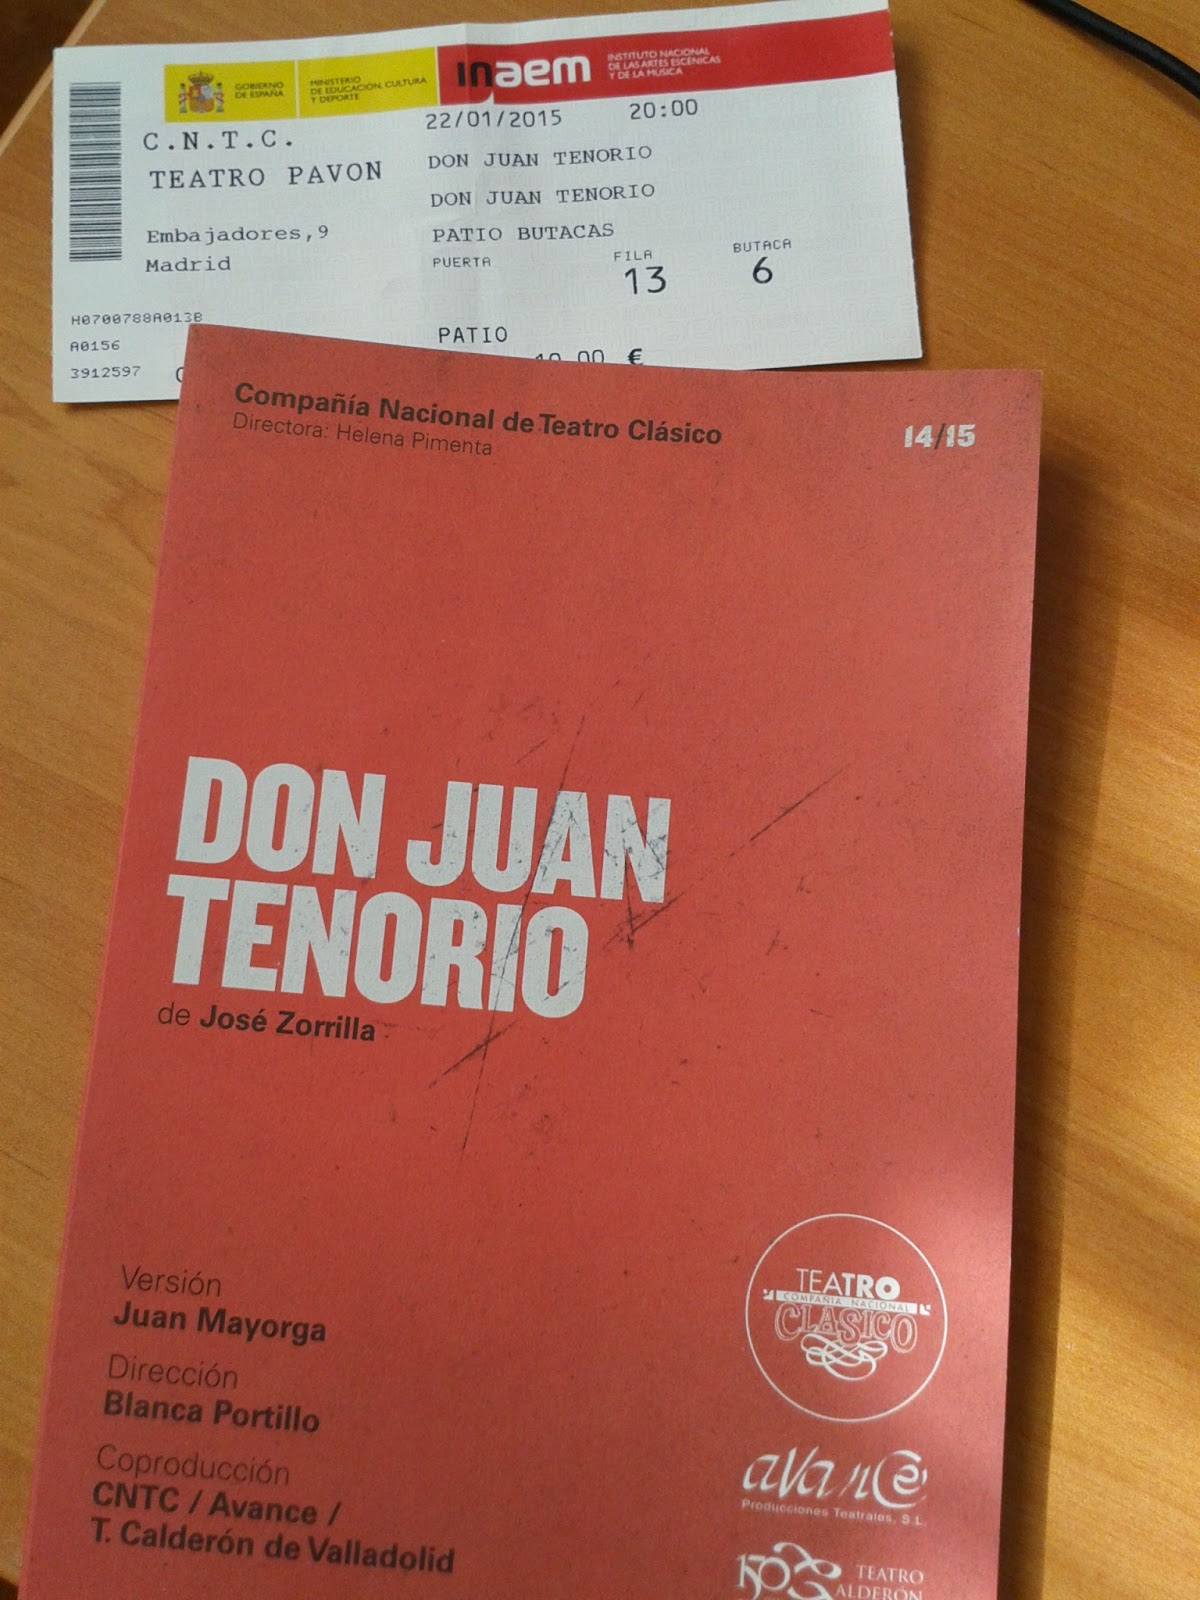 GOBIERNO
DE ESPAÑA
MINISTERIO
DE EDUCACIÓN, CULTURA
Y DEPORTE
inaem
INSTITUTO NACIONAL
DE LAS ARTES ESCÉNICAS
Y DE LA MÚSICA
C.N.T.C.
TEATRO PAVON
Embajadores,9
Madrid
22/01/2015 20:00
DON JUAN TENORIO
DON JUAN TENORIO
PATIO BUTACAS
PUERTA FILA BUTACA
13 6
H0700788A013B
A0156
3912597
PATIO
€
Compañía Nacional de Teatro Clásico
Directora: Helena Pimenta
14/15
DON JUAN
TENORIO
de José Zorrilla
Versión
Juan Mayorga
Dirección
Blanca Portillo
Coproducción
CNTC / Avance /
T. Calderón de Valladolid
TEATRO
COMPAÑÍA NACIONAL
CLÁSICO
avance
Producciones Teatrales, S.L.
150
TEATRO
CALDERÓN